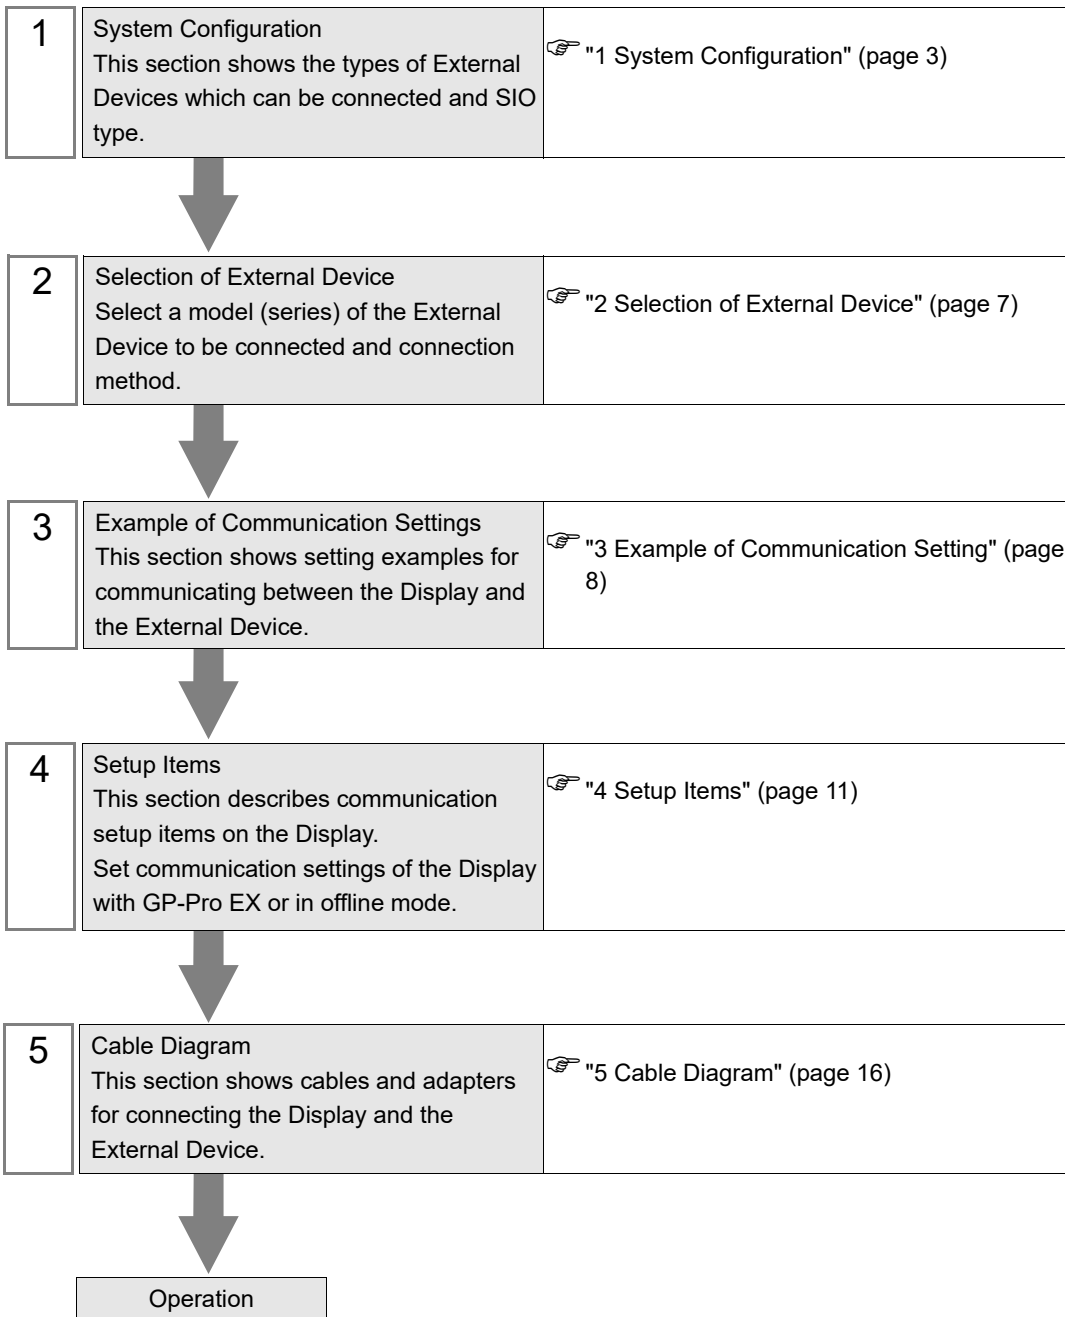 1
System Configuration
This section shows the types of External
Devices which can be connected and SIO
type.
"1 System Configuration" (page 3)
2
Selection of External Device
Select a model (series) of the External
Device to be connected and connection
method.
"2 Selection of External Device" (page 7)
3
Example of Communication Settings
This section shows setting examples for
communicating between the Display and
the External Device.
"3 Example of Communication Setting" (page
8)
4
Setup Items
This section describes communication
setup items on the Display.
Set communication settings of the Display
with GP-Pro EX or in offline mode.
"4 Setup Items" (page 11)
5
Cable Diagram
This section shows cables and adapters
for connecting the Display and the
External Device.
"5 Cable Diagram" (page 16)
Operation